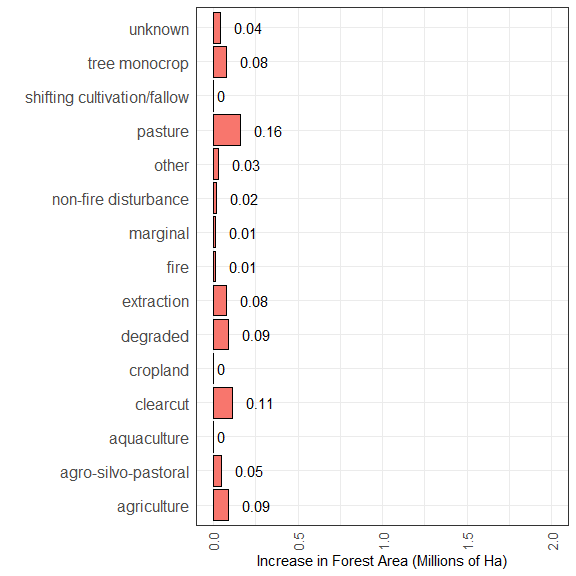 unknown 0.04
tree monocrop 0.08
shifting cultivation/fallow 0
pasture 0.16
other 0.03
non-fire disturbance 0.02
marginal 0.01
fire 0.01
extraction 0.08
degraded 0.09
cropland 0
clearcut 0.11
aquaculture 0
agro-silvo-pastoral 0.05
agriculture 0.09
0.0 0.5 1.0 1.5 2.0
Increase in Forest Area (Millions of Ha)